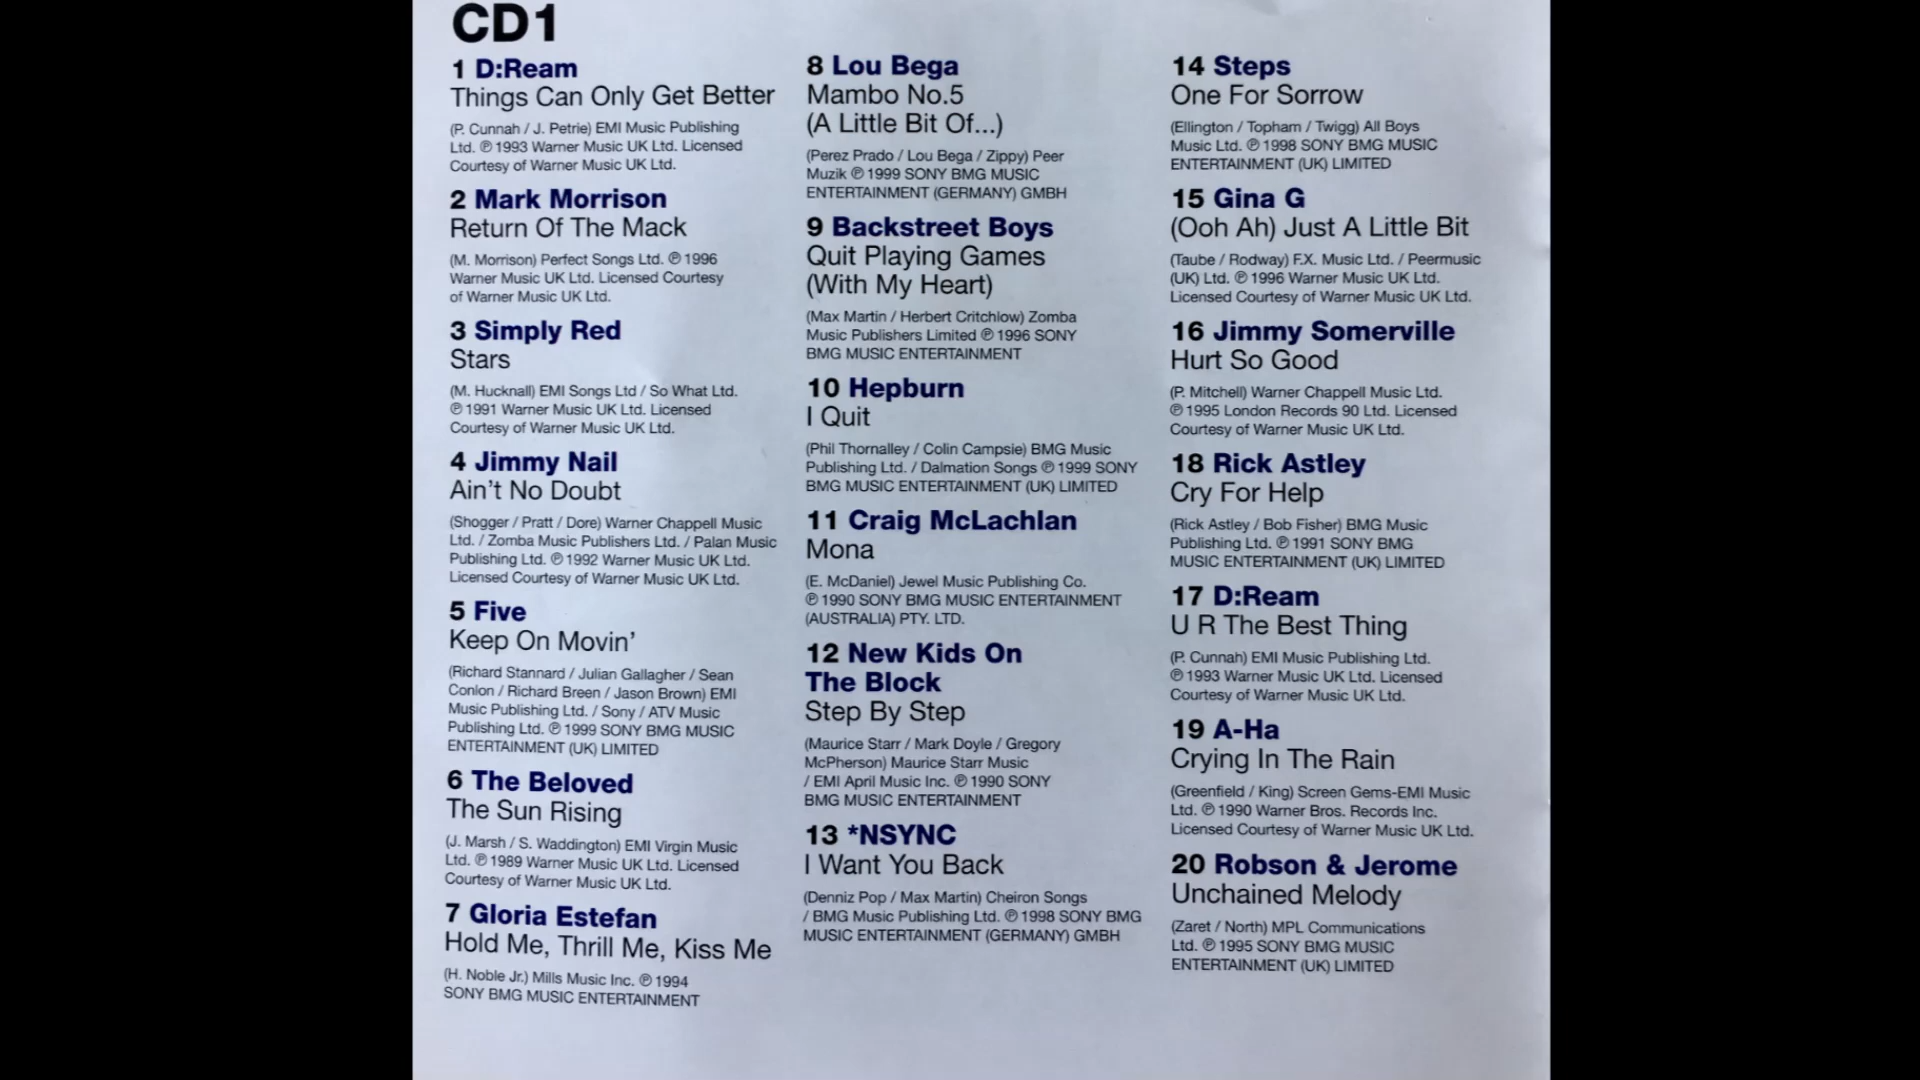 CD1
1 D:Ream
Things Can Only Get Better
(P. Cunnah / J. Petrie) EMI Music Publishing
Ltd. ℗ 1993 Warner Music UK Ltd. Licensed
Courtesy of Warner Music UK Ltd.
2 Mark Morrison
Return Of The Mack
(M. Morrison) Perfect Songs Ltd. ℗ 1996
Warner Music UK Ltd. Licensed Courtesy
of Warner Music UK Ltd.
3 Simply Red
Stars
(M. Hucknall) EMI Songs Ltd / So What Ltd.
℗ 1991 Warner Music UK Ltd. Licensed
Courtesy of Warner Music UK Ltd.
4 Jimmy Nail
Ain't No Doubt
(Shogger / Pratt / Dore) Warner Chappell Music
Ltd. / Zomba Music Publishers Ltd. / Palan Music
Publishing Ltd. ℗ 1992 Warner Music UK Ltd.
Licensed Courtesy of Warner Music UK Ltd.
5 Five
Keep On Movin'
(Richard Stannard / Julian Gallagher / Sean
Conlon / Richard Breen / Jason Brown) EMI
Music Publishing Ltd. / Sony / ATV Music
Publishing Ltd. ℗ 1999 SONY BMG MUSIC
ENTERTAINMENT (UK) LIMITED
6 The Beloved
The Sun Rising
(J. Marsh / S. Waddington) EMI Virgin Music
Ltd. ℗ 1989 Warner Music UK Ltd. Licensed
Courtesy of Warner Music UK Ltd.
7 Gloria Estefan
Hold Me, Thrill Me, Kiss Me
(H. Noble Jr.) Mills Music Inc. ℗ 1994
SONY BMG MUSIC ENTERTAINMENT
8 Lou Bega
Mambo No.5
(A Little Bit Of...)
(Perez Prado / Lou Bega / Zippy) Peer
Muzik ℗ 1999 SONY BMG MUSIC
ENTERTAINMENT (GERMANY) GMBH
9 Backstreet Boys
Quit Playing Games
(With My Heart)
(Max Martin / Herbert Critchlow) Zomba
Music Publishers Limited ℗ 1996 SONY
BMG MUSIC ENTERTAINMENT
10 Hepburn
I Quit
(Phil Thornalley / Colin Campsie) BMG Music
Publishing Ltd. / Dalmation Songs ℗ 1999 SONY
BMG MUSIC ENTERTAINMENT (UK) LIMITED
11 Craig McLachlan
Mona
(E. McDaniel) Jewel Music Publishing Co.
℗ 1990 SONY BMG MUSIC ENTERTAINMENT
(AUSTRALIA) PTY. LTD.
12 New Kids On
The Block
Step By Step
(Maurice Starr / Mark Doyle / Gregory
McPherson) Maurice Starr Music
/ EMI April Music Inc. ℗ 1990 SONY
BMG MUSIC ENTERTAINMENT
13 *NSYNC
I Want You Back
(Denniz Pop / Max Martin) Cheiron Songs
/ BMG Music Publishing Ltd. ℗ 1998 SONY BMG
MUSIC ENTERTAINMENT (GERMANY) GMBH
14 Steps
One For Sorrow
(Ellington / Topham / Twigg) All Boys
Music Ltd. ℗ 1998 SONY BMG MUSIC
ENTERTAINMENT (UK) LIMITED
15 Gina G
(Ooh Ah) Just A Little Bit
(Taube / Rodway) F.X. Music Ltd. / Peermusic
(UK) Ltd. ℗ 1996 Warner Music UK Ltd.
Licensed Courtesy of Warner Music UK Ltd.
16 Jimmy Somerville
Hurt So Good
(P. Mitchell) Warner Chappell Music Ltd.
℗ 1995 London Records 90 Ltd. Licensed
Courtesy of Warner Music UK Ltd.
18 Rick Astley
Cry For Help
(Rick Astley / Bob Fisher) BMG Music
Publishing Ltd. ℗ 1991 SONY BMG
MUSIC ENTERTAINMENT (UK) LIMITED
17 D:Ream
U R The Best Thing
(P. Cunnah) EMI Music Publishing Ltd.
℗ 1993 Warner Music UK Ltd. Licensed
Courtesy of Warner Music UK Ltd.
19 A-Ha
Crying In The Rain
(Greenfield / King) Screen Gems-EMI Music
Ltd. ℗ 1990 Warner Bros. Records Inc.
Licensed Courtesy of Warner Music UK Ltd.
20 Robson & Jerome
Unchained Melody
(Zaret / North) MPL Communications
Ltd. ℗ 1995 SONY BMG MUSIC
ENTERTAINMENT (UK) LIMITED